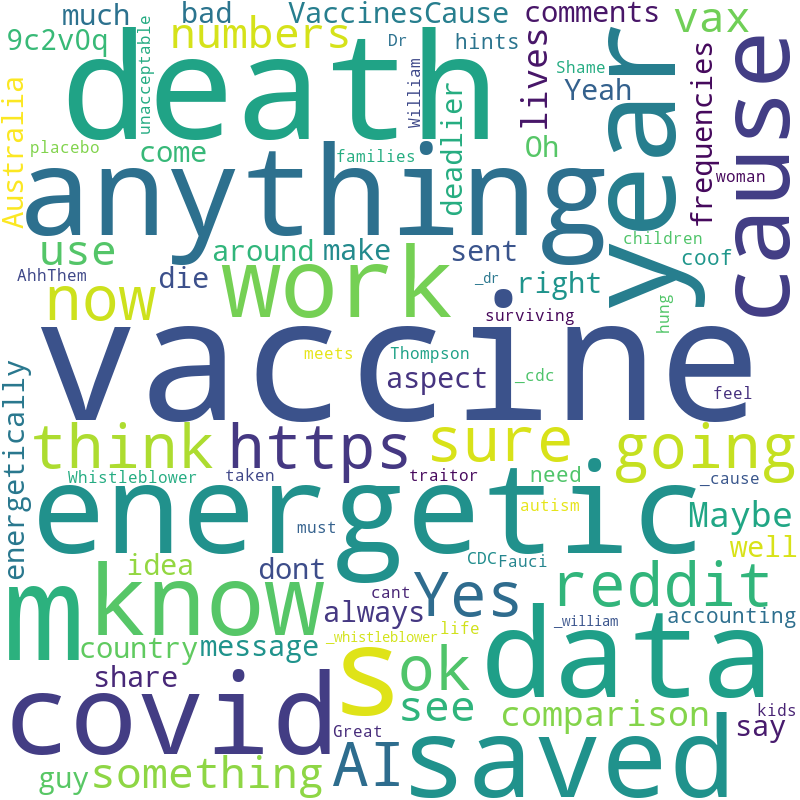 much bad VaccinesCause comments vax
9c2v0q unacceptable numbers Dr hints
death William lives Shame Yeah year frequencies cause
Australia placebo come families deadlier Oh woman
anything
use around make sent children coof
AhhThem die work _dr right
now surviving hung
vaccine
meets Thompson aspect _cdc feel
energetically think https sure going
Whistleblower taken traitor need _cause
energetic autism Maybe
must well
idea dont CDC Fauci
m know cant Yes reddit
always _william accounting
country message _whistleblower life data
share s ok see comparison kids
covid Great say
guy something AI saved